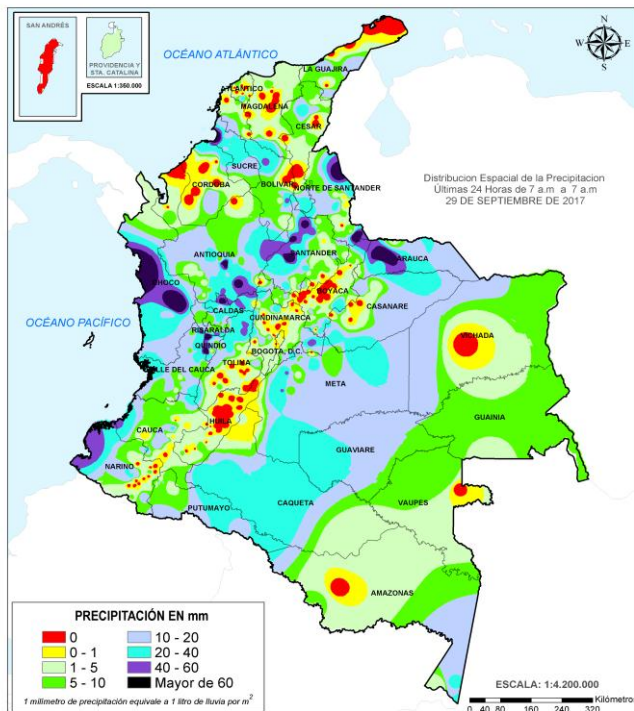 SAN ANDRÉS
PROVIDENCIA Y
STA. CATALINA
ESCALA 1:350.000
OCÉANO ATLÁNTICO
N
W
E
S
LA GUAJIRA
ATLÁNTICO
MAGDALENA
CESAR
SUCRE
CORDOBA
BOLIVAR
NORTE DE SANTANDER
Distribucion Espacial de la Precipitacion
Últimas 24 Horas de 7 a.m a 7 a.m
29 DE SEPTIEMBRE DE 2017
ANTIOQUIA
SANTANDER
ARAUCA
CHOCO
BOYACA
CASANARE
CALDAS
CUNDINAMARCA
OCÉANO PACÍFICO
RISARALDA
QUINDIO
BOGOTA, D.C.
VICHADA
TOLIMA
VALLE DEL CAUCA
META
GUAINIA
HUILA
CAUCA
GUAVIARE
NARIÑO
CAQUETA
VAUPES
PUTUMAYO
AMAZONAS
PRECIPITACIÓN EN mm
0
10 - 20
0 - 1
20 - 40
1 - 5
40 - 60
5 - 10
Mayor de 60
1 milimetro de precipitación equivale a 1 litro de lluvia por m²
ESCALA: 1:4.200.000
Kilómetro
0 40 80 160 240 320